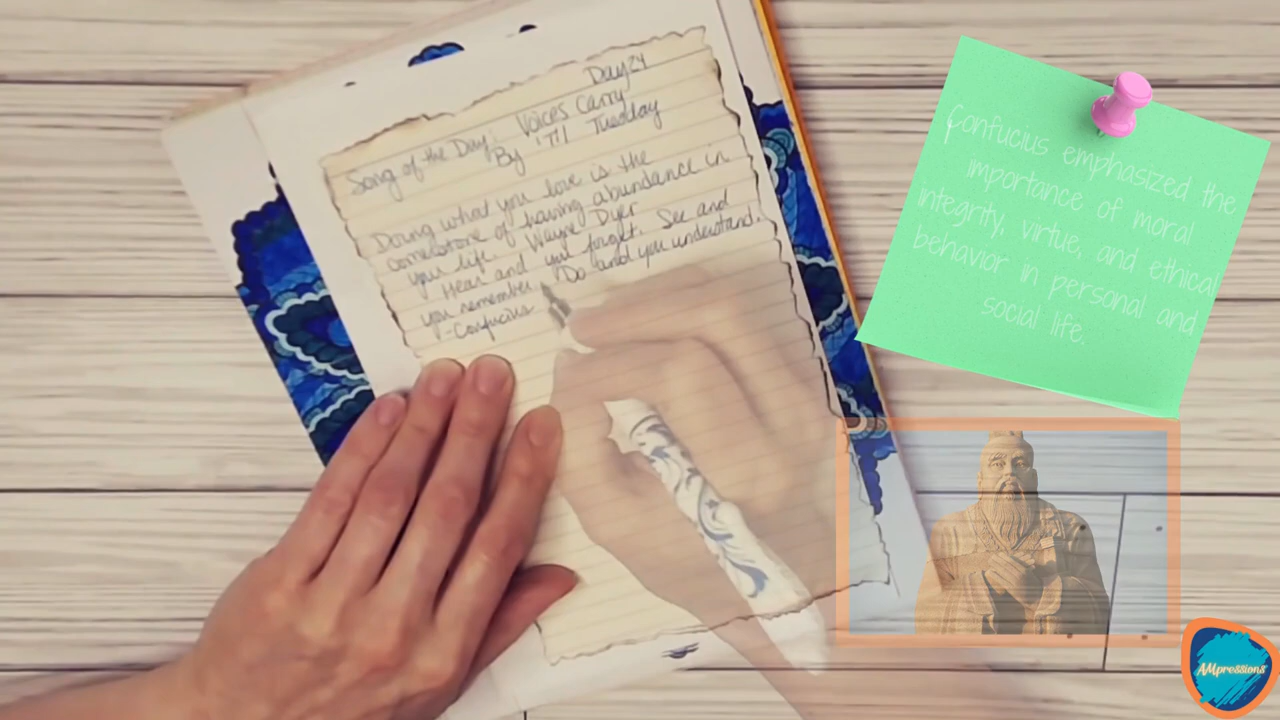 Day 24
Song of the Day: Voices Carry
By 'Til Tuesday
Doing what you love is the
cornerstone of having abundance in
your life. Wayne Dyer
Hear and you forget. See and
you remember. Do and you understand.
-Confucius
Confucius emphasized the
importance of moral
integrity, virtue, and ethical
behavior in personal and
social life.
AMpressions